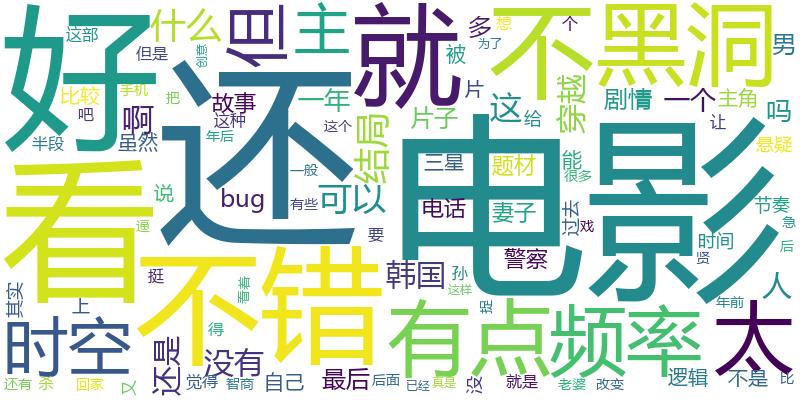 这部
什么
但
主
就
多
想
个
为了
不
黑洞
男
好
还
电影
但是
创意
被
比较
手机
把
故事
一年
片
穿越
剧情
一个
主角
吗
吧
啊
这种
这个
片子
这
给
让
半段
虽然
年后
结局
三星
题材
能
悬疑
看
说
一般
很多
bug
有些
可以
电话
妻子
过去
戏
节奏
急
逼
要
警察
时间
后
不错
挺
看着
韩国
孙
贤
人
其实
上
这样
年前
时空
得
捉
有点
频率
太
还是
没有
还有
杀
回家
又
觉得
智商
自己
最后
后面
已经
真是
没
就是
老婆
改变
逻辑
不是
比